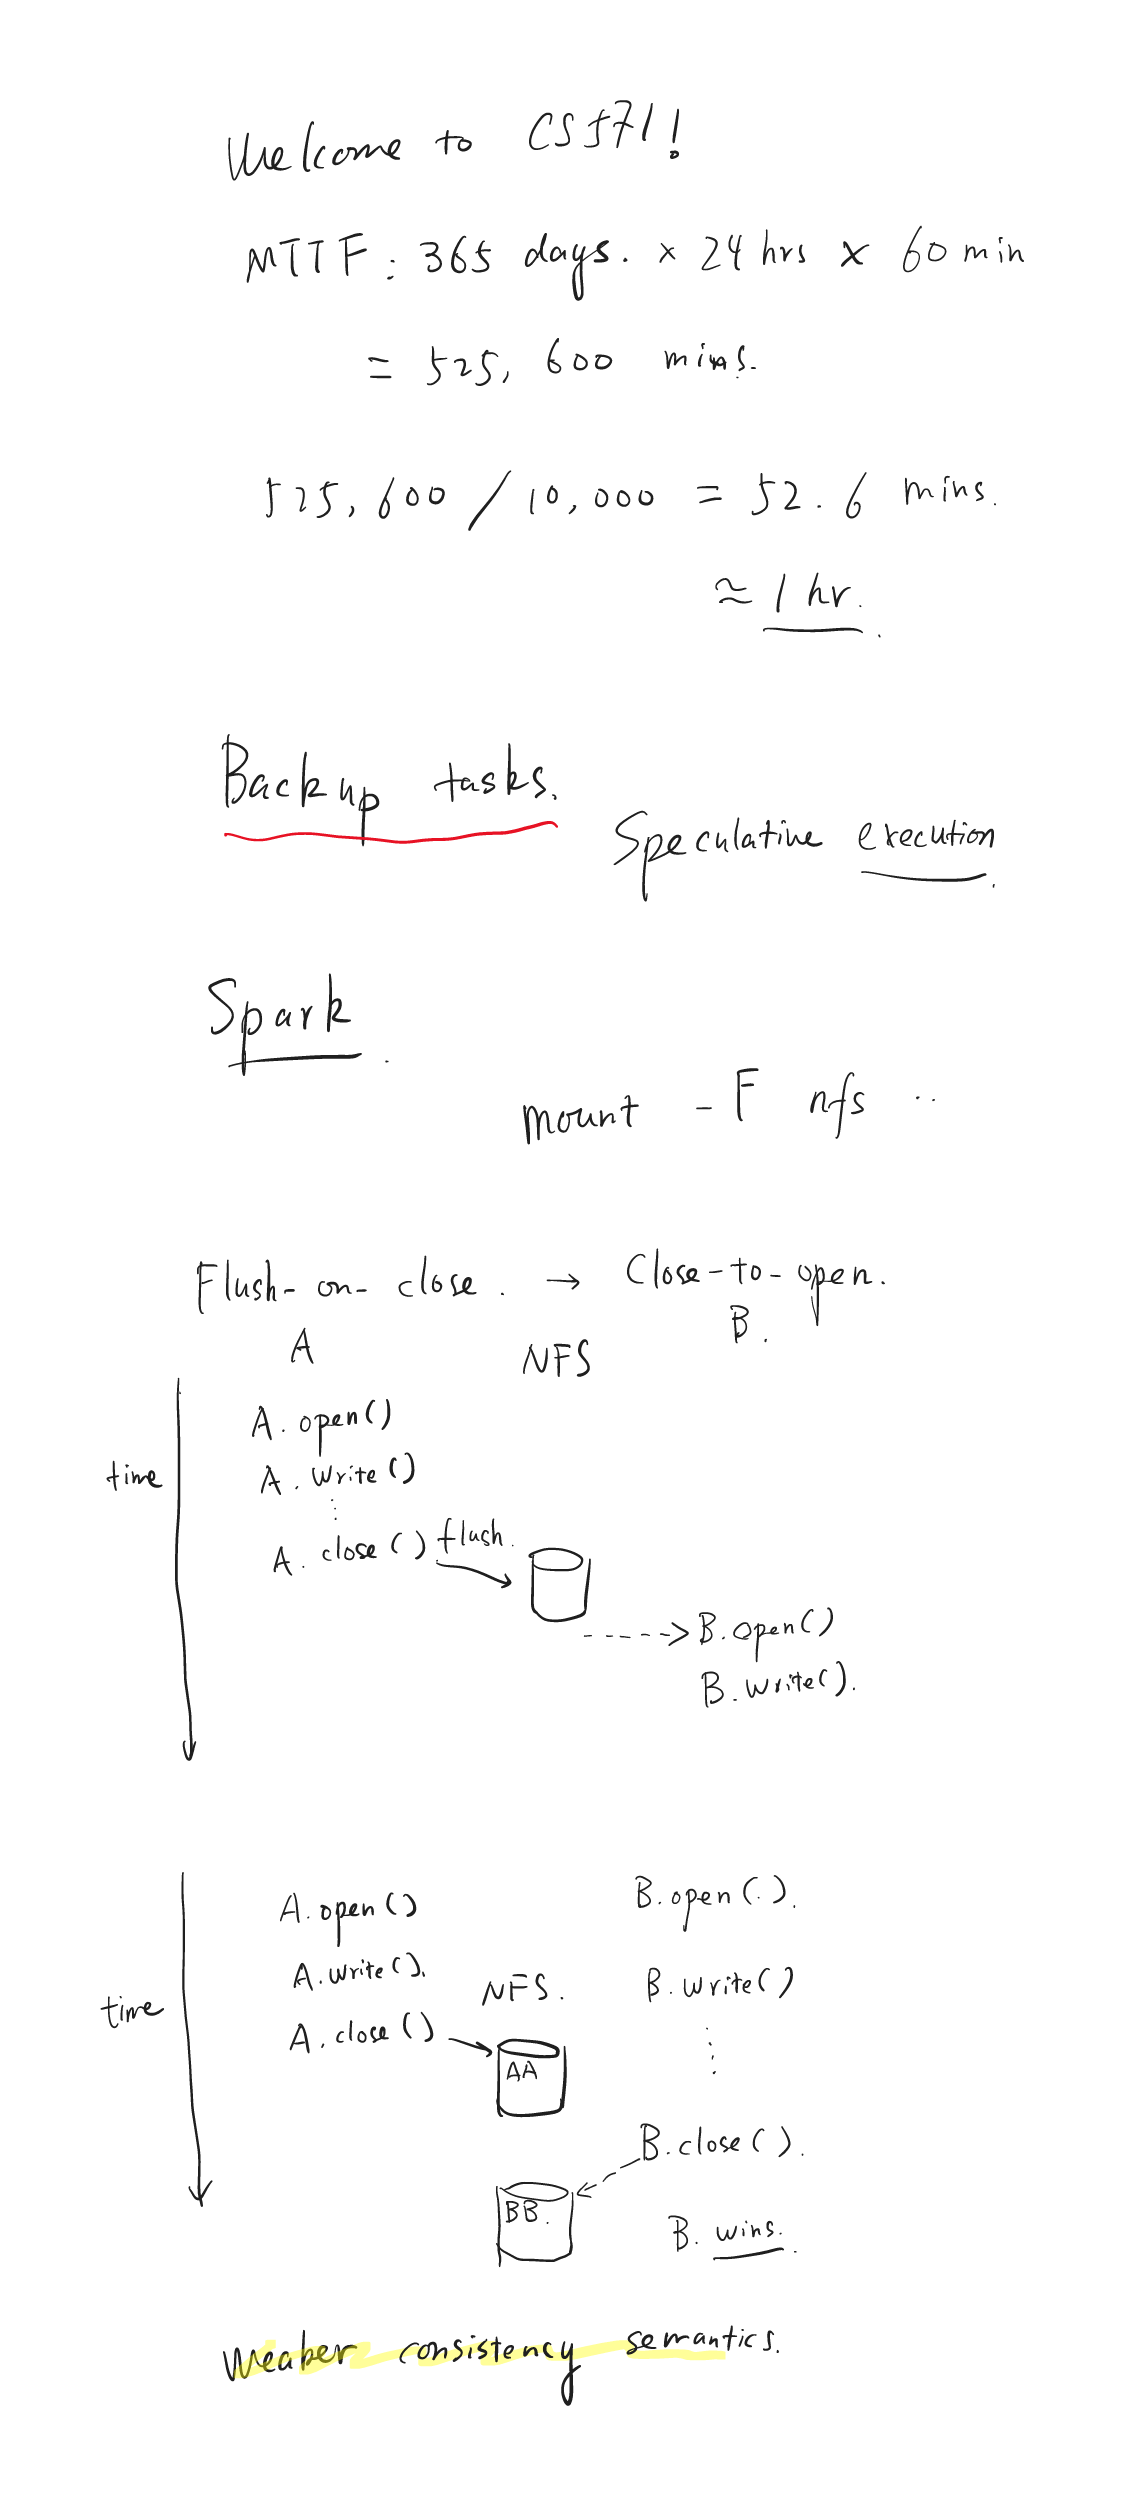 Welcome to CS571!
MTTF: 365 days. × 24 hrs × 60 min
= 525,600 mins.
525,600 / 10,000 = 52.6 mins.
≈ 1 hr.
Backup tasks.
Speculative execution.
Spark.
mount -F nfs ..
Flush-on-close. → Close-to-open.
A NFS B.
A.open()
time
A.write()
⋮
A.close() flush.
B.open()
B.write().
A.open() B.open().
A.write(). NFS. B.write()
time
A.close()
⋮
AA
B.close().
BB.
B. wins.
Weaker consistency semantics.